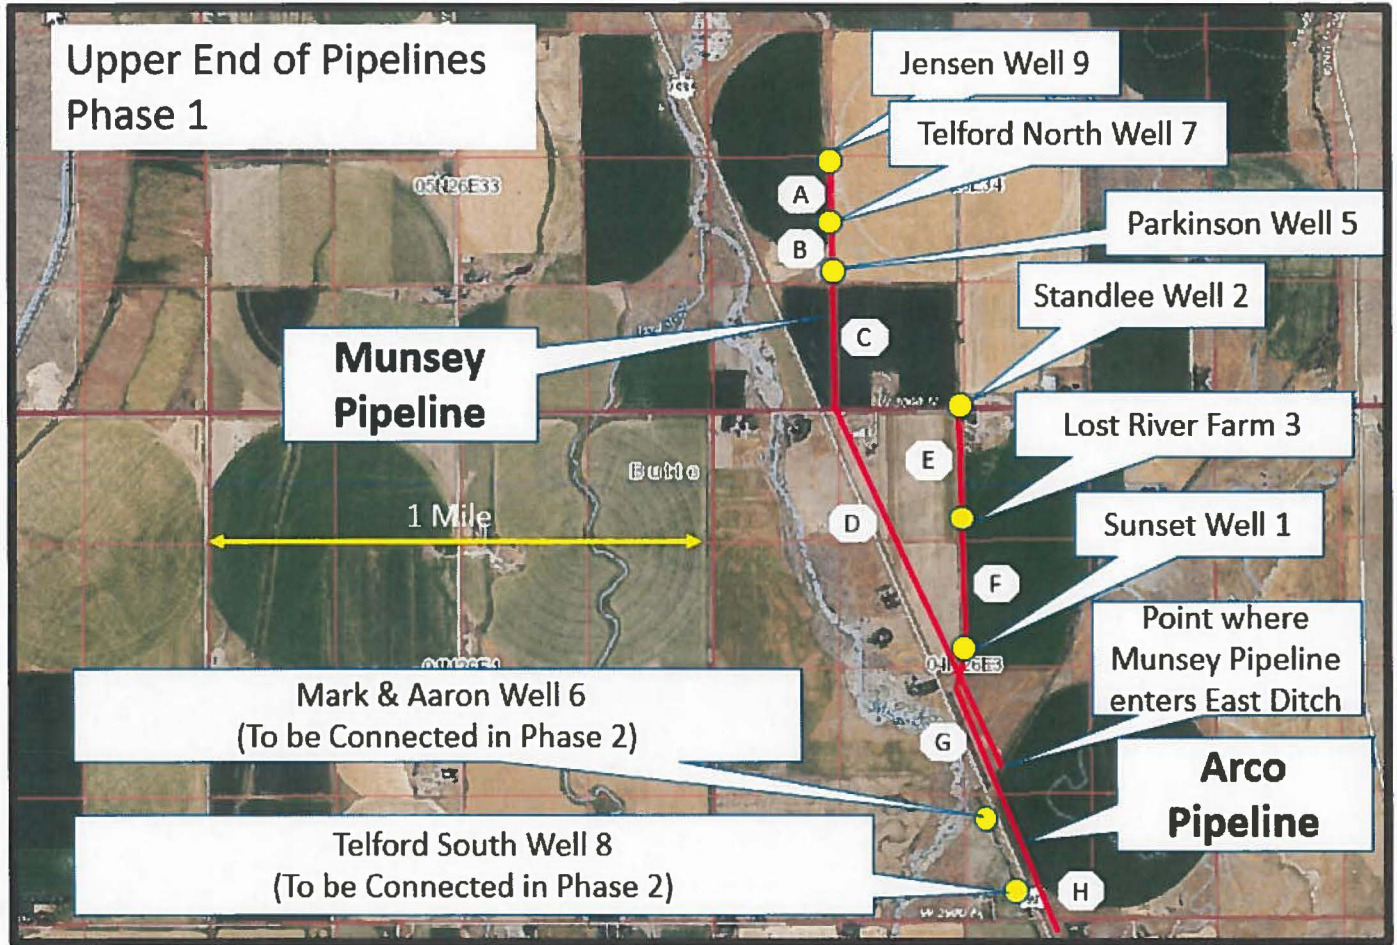 Upper End of Pipelines
Phase 1
Jensen Well 9
Telford North Well 7
A
05N26E33
Parkinson Well 5
B
Standlee Well 2
C
Munsey
Pipeline
Lost River Farm 3
E
Butte
1 Mile
D
Sunset Well 1
F
Point where
Munsey Pipeline
enters East Ditch
Mark & Aaron Well 6
(To be Connected in Phase 2)
G
Arco
Pipeline
Telford South Well 8
(To be Connected in Phase 2)
H